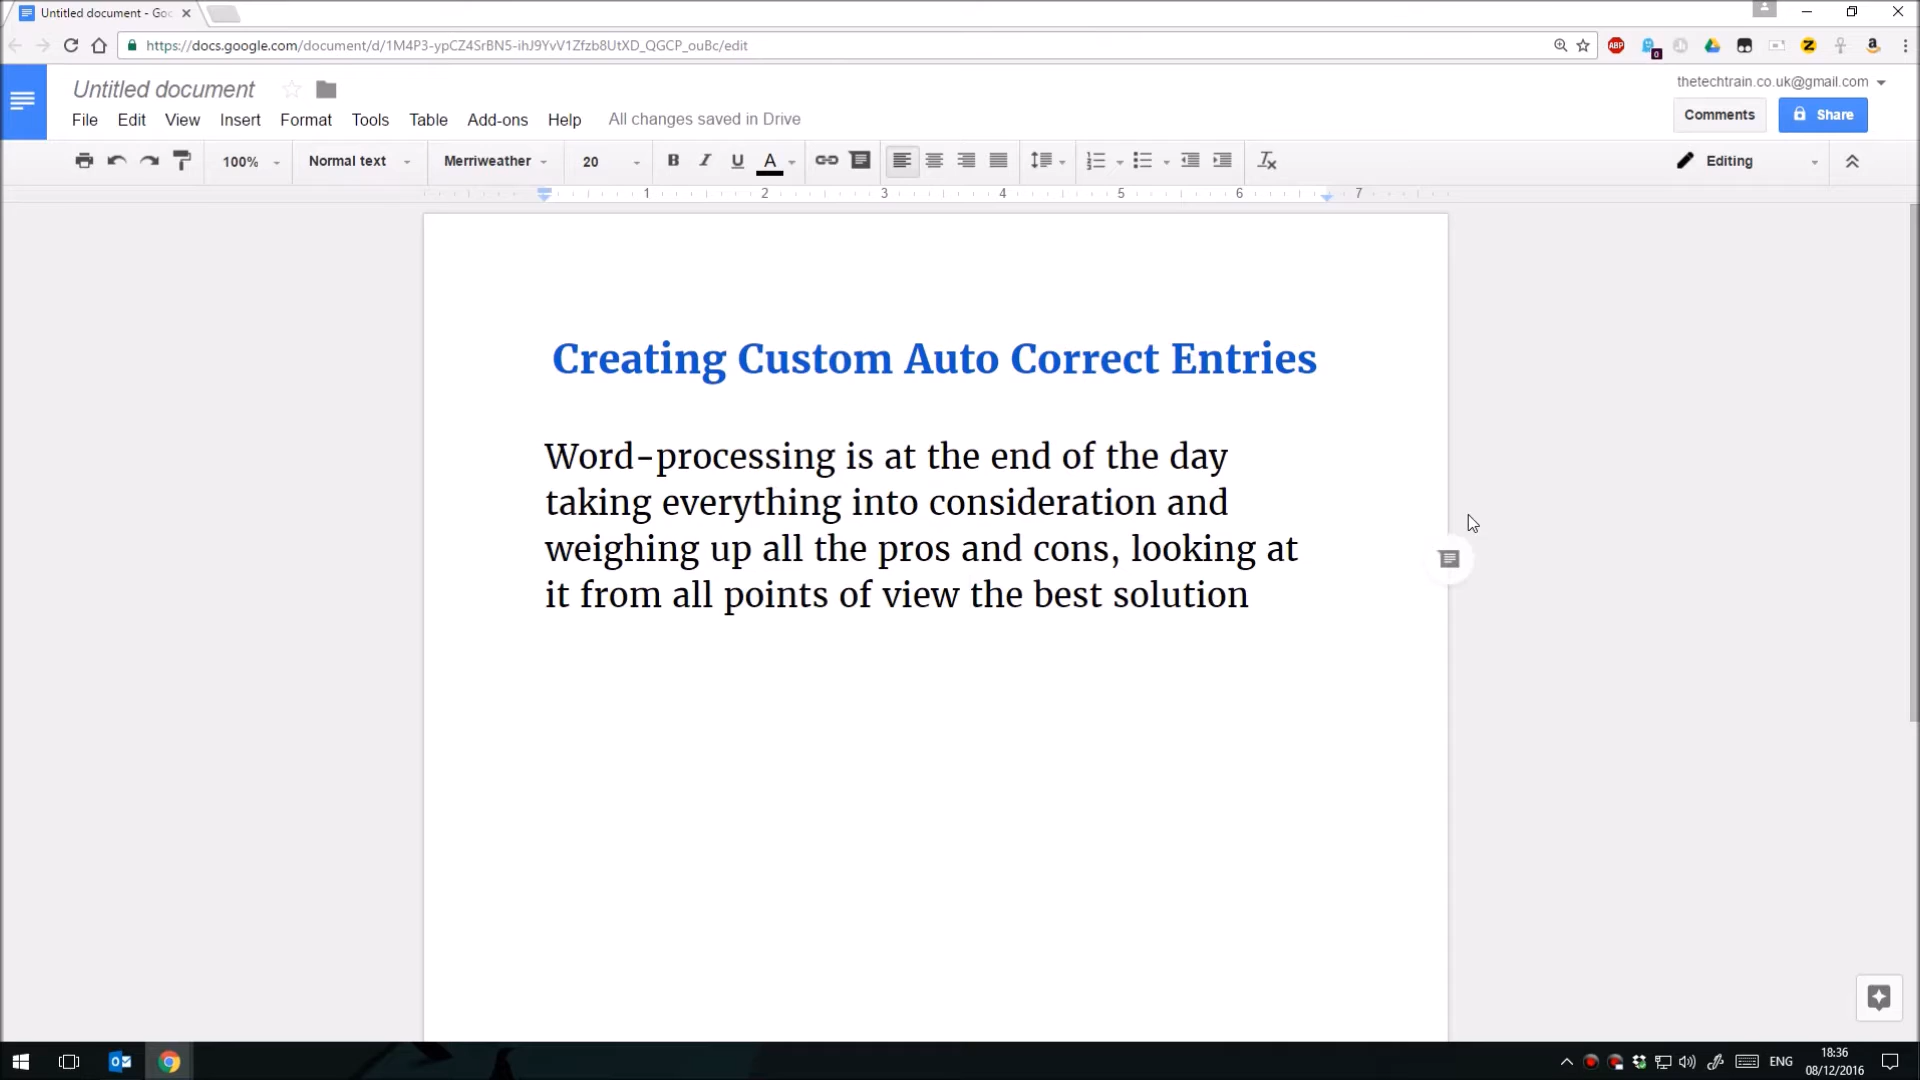 Untitled document - Goo
https://docs.google.com/document/d/1M4P3-ypCZ4SrBN5-ihJ9YvV1Zfzb8UtXD_QGCP_ouBc/edit
Untitled document
thetechtrain.co.uk@gmail.com
File Edit View Insert Format Tools Table Add-ons Help All changes saved in Drive
Comments Share
100% Normal text Merriweather 20 B I U A Editing
1 2 3 4 5 6 7
Creating Custom Auto Correct Entries
Word-processing is at the end of the day
taking everything into consideration and
weighing up all the pros and cons, looking at
it from all points of view the best solution
ENG
18:36
08/12/2016